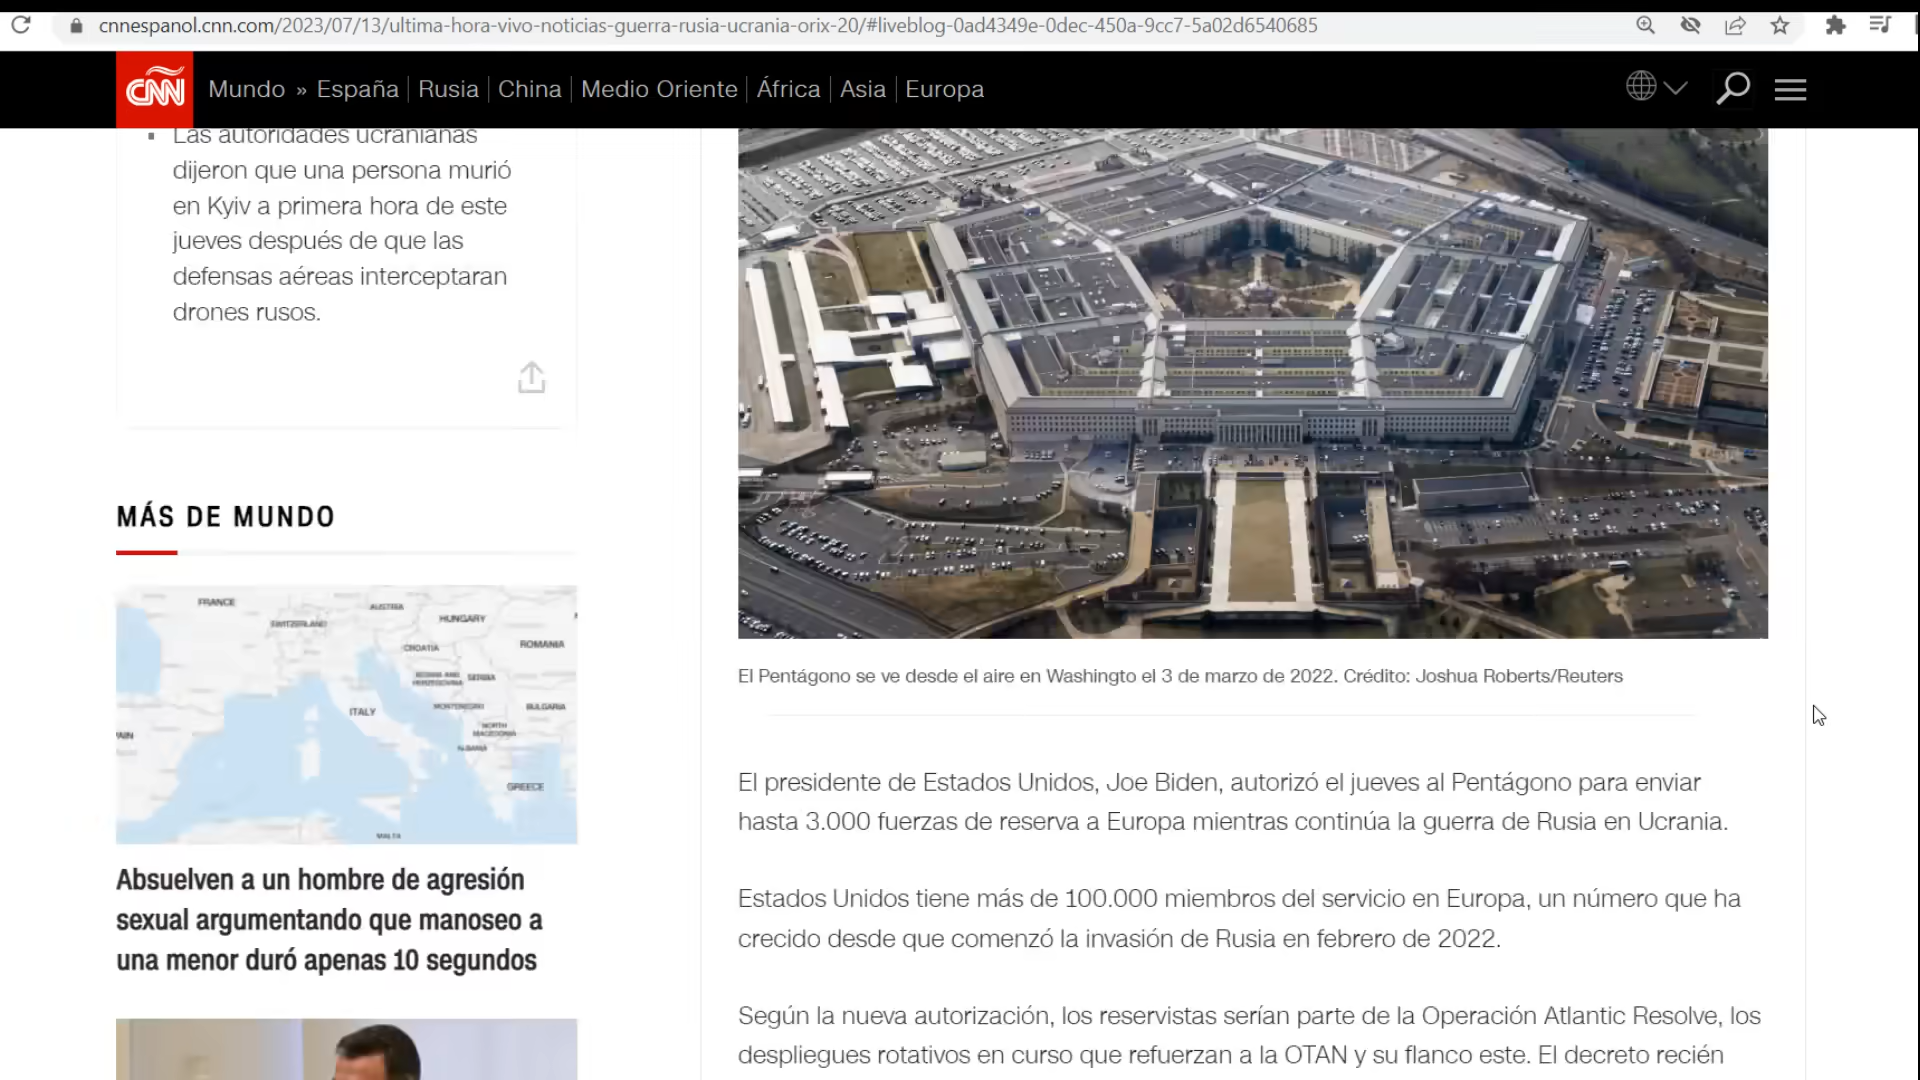 cnnespanol.cnn.com/2023/07/13/ultima-hora-vivo-noticias-guerra-rusia-ucrania-orix-20/#liveblog-0ad4349e-0dec-450a-9cc7-5a02d6540685
CNN
Mundo » España | Rusia | China | Medio Oriente | África | Asia | Europa
Las autoridades ucranianas
dijeron que una persona murió
en Kyiv a primera hora de este
jueves después de que las
defensas aéreas interceptaran
drones rusos.
MÁS DE MUNDO
FRANCE
AUSTRIA
SWITZERLAND
HUNGARY
CROATIA
ROMANIA
BOSNIA AND
HERZEGOVINA
SERBIA
ITALY
MONTENEGRO
BULGARIA
NORTH
MACEDONIA
ALBANIA
GREECE
MALTA
Absuelven a un hombre de agresión
sexual argumentando que manoseo a
una menor duró apenas 10 segundos
El Pentágono se ve desde el aire en Washingto el 3 de marzo de 2022. Crédito: Joshua Roberts/Reuters
El presidente de Estados Unidos, Joe Biden, autorizó el jueves al Pentágono para enviar
hasta 3.000 fuerzas de reserva a Europa mientras continúa la guerra de Rusia en Ucrania.
Estados Unidos tiene más de 100.000 miembros del servicio en Europa, un número que ha
crecido desde que comenzó la invasión de Rusia en febrero de 2022.
Según la nueva autorización, los reservistas serían parte de la Operación Atlantic Resolve, los
despliegues rotativos en curso que refuerzan a la OTAN y su flanco este. El decreto recién